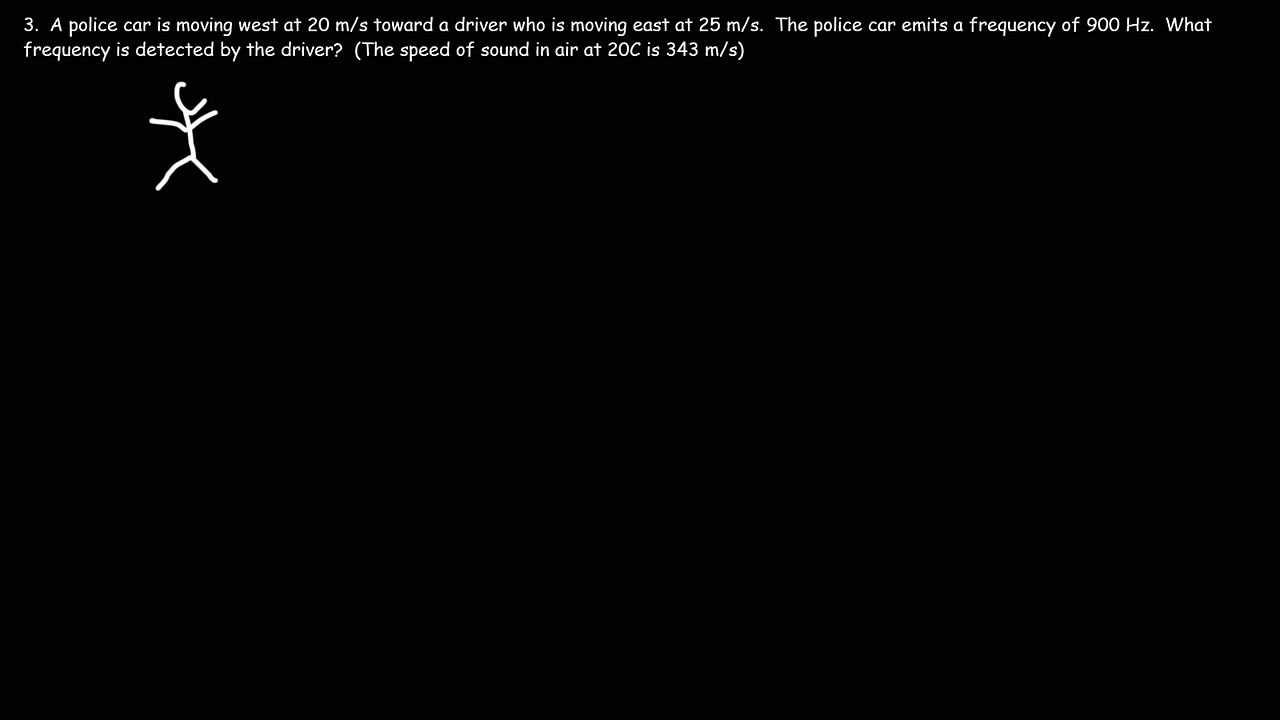 3.  A police car is moving west at 20 m/s toward a driver who is moving east at 25 m/s.  The police car emits a frequency of 900 Hz.  What
frequency is detected by the driver?  (The speed of sound in air at 20C is 343 m/s)